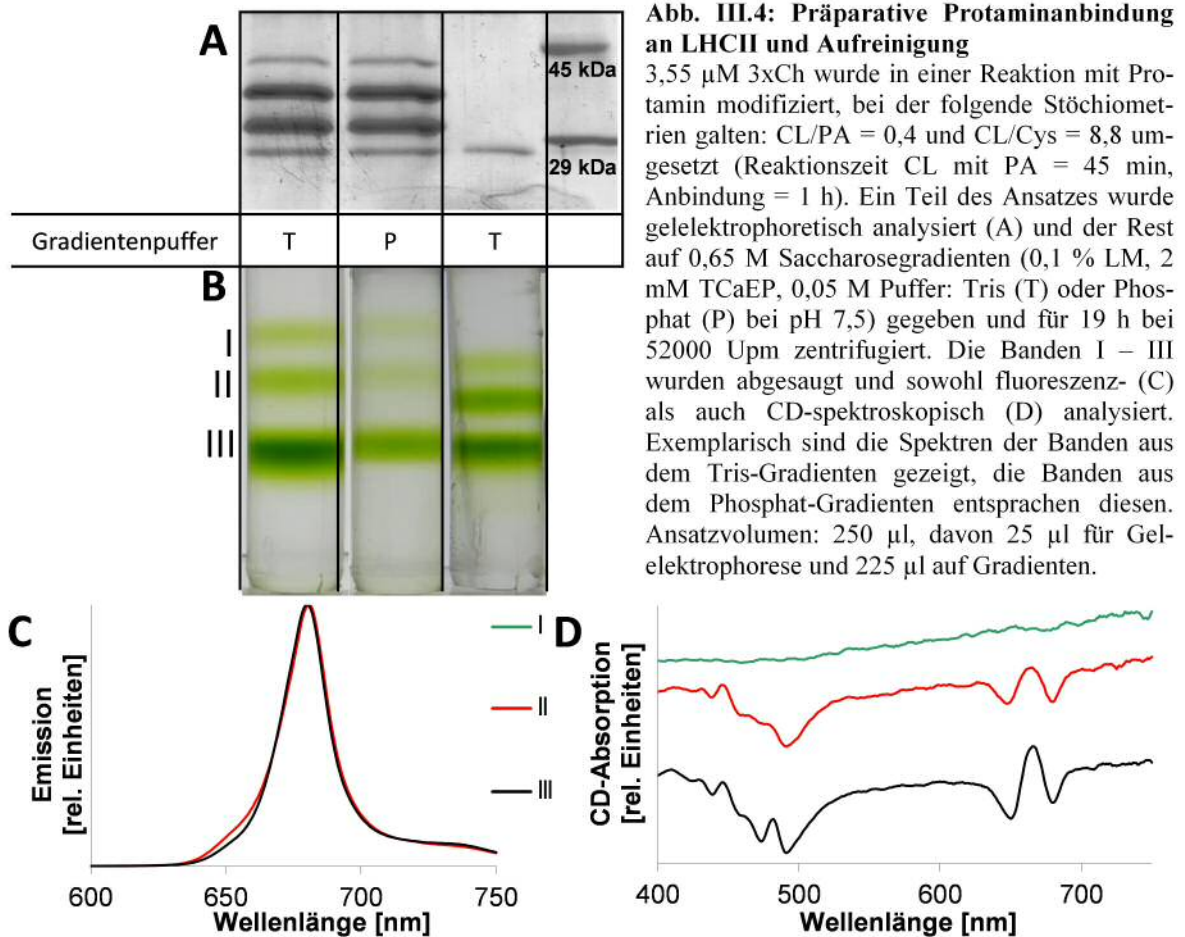 A
45 kDa
29 kDa
Gradientenpuffer
T
P
T
B
I
II
III
Abb. III.4: Präparative Protaminanbindung
an LHCII und Aufreinigung
3,55 µM 3xCh wurde in einer Reaktion mit Pro-
tamin modifiziert, bei der folgende Stöchiomet-
rien galten: CL/PA = 0,4 und CL/Cys = 8,8 um-
gesetzt (Reaktionszeit CL mit PA = 45 min,
Anbindung = 1 h). Ein Teil des Ansatzes wurde
gelelektrophoretisch analysiert (A) und der Rest
auf 0,65 M Saccharosegradienten (0,1 % LM, 2
mM TCaEP, 0,05 M Puffer: Tris (T) oder Phos-
phat (P) bei pH 7,5) gegeben und für 19 h bei
52000 Upm zentrifugiert. Die Banden I – III
wurden abgesaugt und sowohl fluoreszenz- (C)
als auch CD-spektroskopisch (D) analysiert.
Exemplarisch sind die Spektren der Banden aus
dem Tris-Gradienten gezeigt, die Banden aus
dem Phosphat-Gradienten entsprachen diesen.
Ansatzvolumen: 250 µl, davon 25 µl für Gel-
elektrophorese und 225 µl auf Gradienten.
C
Emission
[rel. Einheiten]
I
II
III
600
650
700
750
Wellenlänge [nm]
D
CD-Absorption
[rel. Einheiten]
400
500
600
700
Wellenlänge [nm]